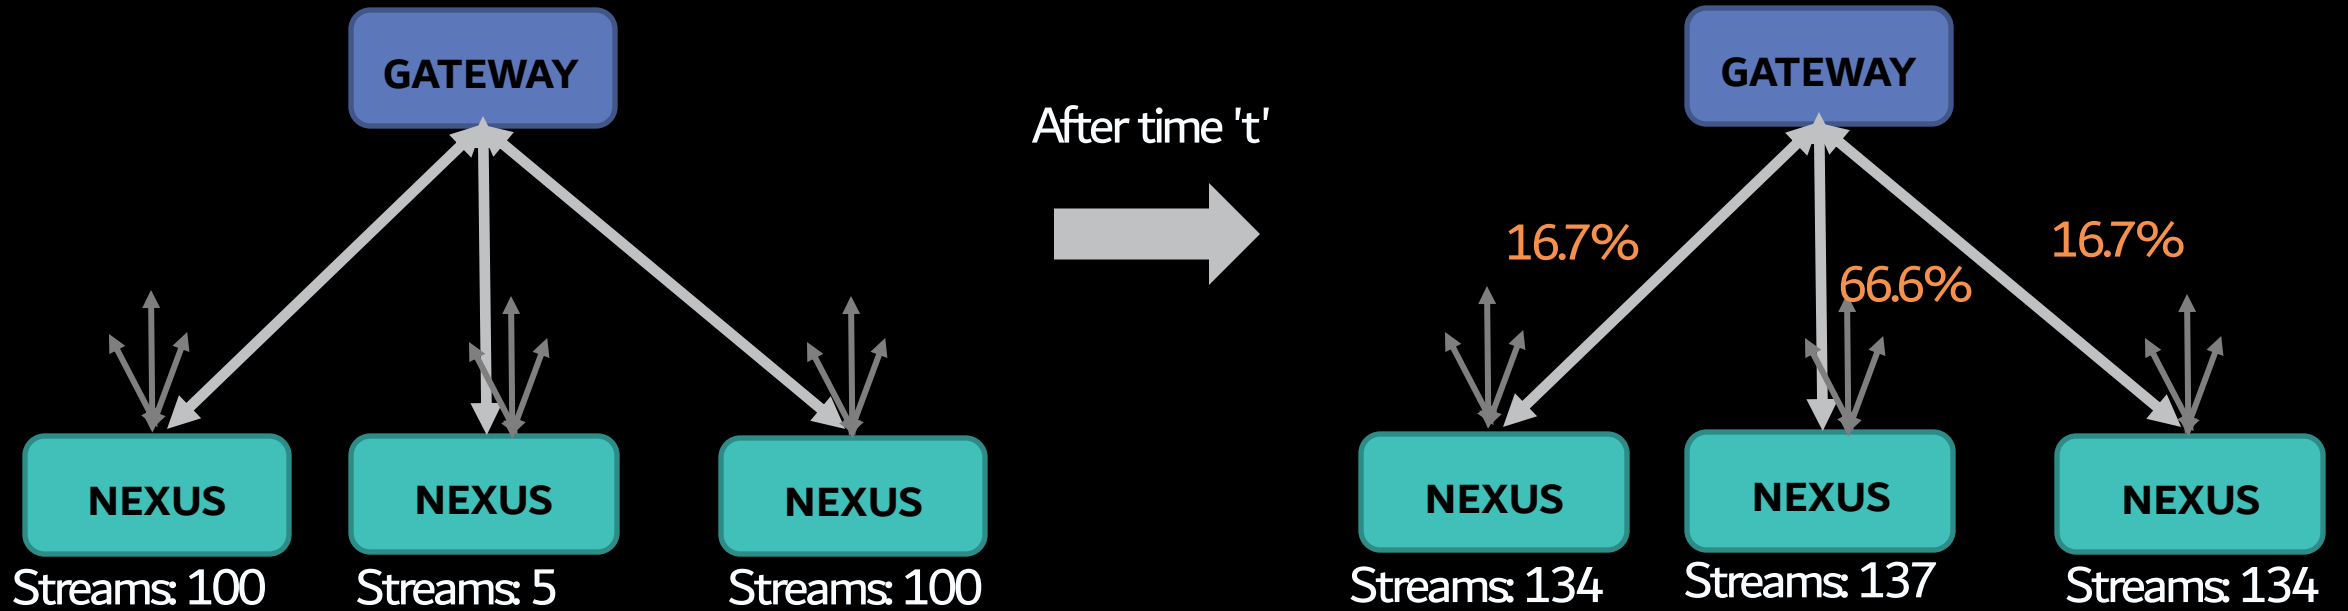 GATEWAY
NEXUS
NEXUS
NEXUS
Streams: 100
Streams: 5
Streams: 100
After time 't'
GATEWAY
16.7%
66.6%
16.7%
NEXUS
NEXUS
NEXUS
Streams: 134
Streams: 137
Streams: 134